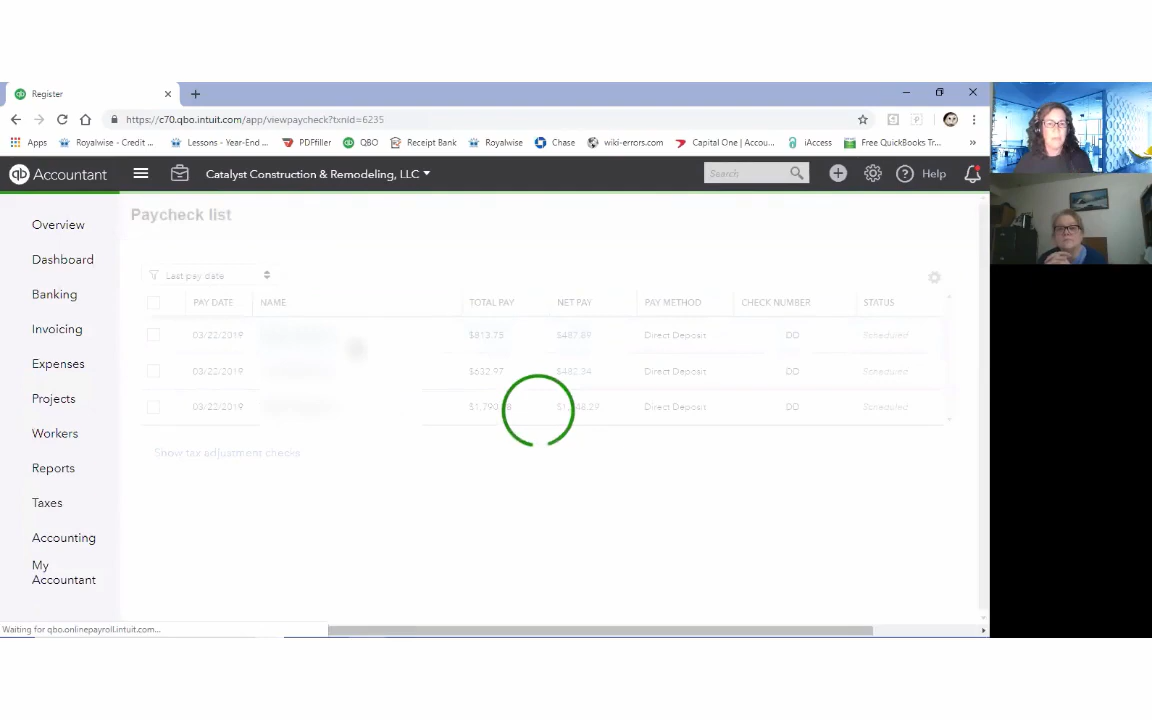 Register
https://c70.qbo.intuit.com/app/viewpaycheck?txnid=6235
Apps Royalwise - Credit ... Lessons - Year-End ... PDFfiller QBO Receipt Bank Royalwise Chase wiki-errors.com Capital One | Accou... iAccess Free QuickBooks Tr... »
qb Accountant Catalyst Construction & Remodeling, LLC Search Help
Overview
Dashboard
Banking
Invoicing
Expenses
Projects
Workers
Reports
Taxes
Accounting
My
Accountant
Paycheck list
Last pay date
PAY DATE NAME TOTAL PAY NET PAY PAY METHOD CHECK NUMBER STATUS
03/22/2019 $813.75 Direct Deposit DD Scheduled
03/22/2019 $632.97 $482.34 Direct Deposit DD Scheduled
03/22/2019 Direct Deposit DD Scheduled
Show tax adjustment checks
Waiting for qbo.onlinepayroll.intuit.com...